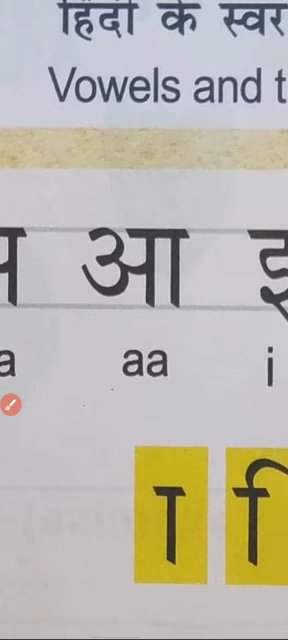 हिंदी के स्वर
Vowels and t
आ इ
a aa i
ा ि